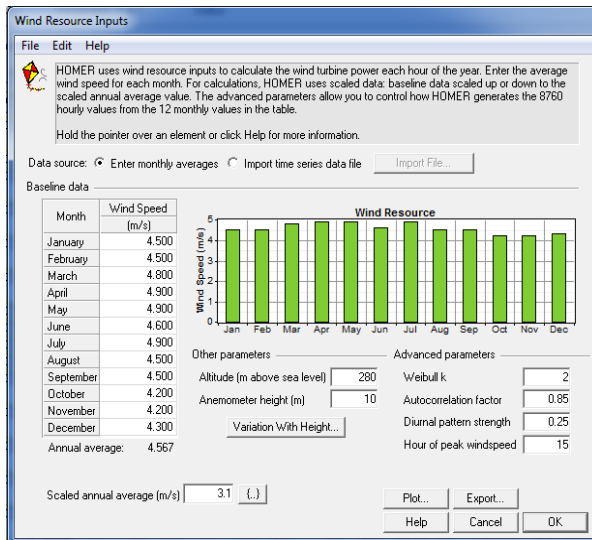 Wind Resource Inputs
File Edit Help
HOMER uses wind resource inputs to calculate the wind turbine power each hour of the year. Enter the average
wind speed for each month. For calculations, HOMER uses scaled data: baseline data scaled up or down to the
scaled annual average value. The advanced parameters allow you to control how HOMER generates the 8760
hourly values from the 12 monthly values in the table.
Hold the pointer over an element or click Help for more information.
Data source: Enter monthly averages Import time series data file Import File...
Baseline data
Month Wind Speed
(m/s)
January 4.500
February 4.500
March 4.800
April 4.900
May 4.900
June 4.600
July 4.900
August 4.500
September 4.500
October 4.200
November 4.200
December 4.300
Annual average: 4.567
Wind Resource
Wind Speed (m/s)
5
4
3
2
1
0
Jan Feb Mar Apr May Jun Jul Aug Sep Oct Nov Dec
Other parameters
Altitude (m above sea level) 280
Anemometer height (m) 10
Variation With Height...
Advanced parameters
Weibull k 2
Autocorrelation factor 0.85
Diurnal pattern strength 0.25
Hour of peak windspeed 15
Scaled annual average (m/s) 3.1 {..}
Plot... Export...
Help Cancel OK